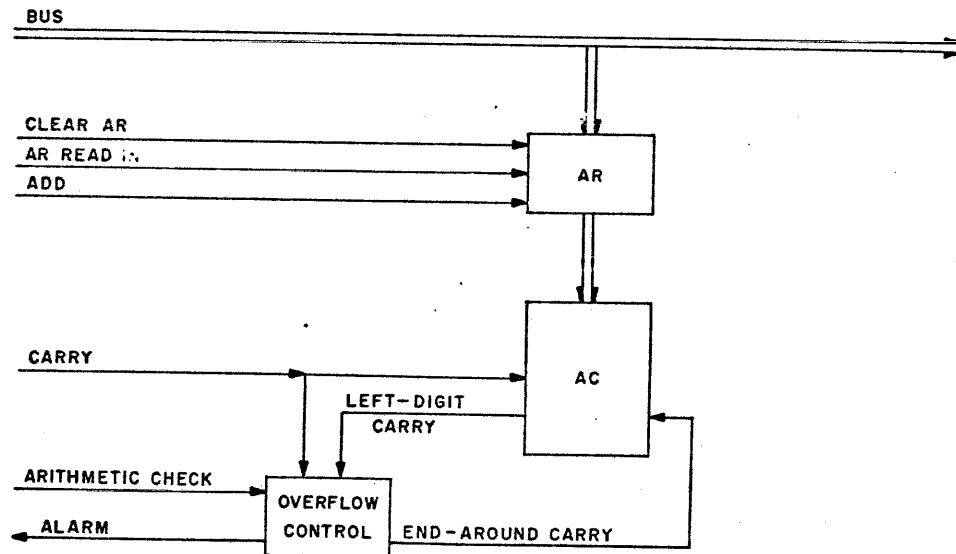 BUS
CLEAR AR
AR READ IN
ADD
AR
CARRY
AC
LEFT-DIGIT
CARRY
ARITHMETIC CHECK
OVERFLOW
CONTROL
ALARM
END-AROUND CARRY